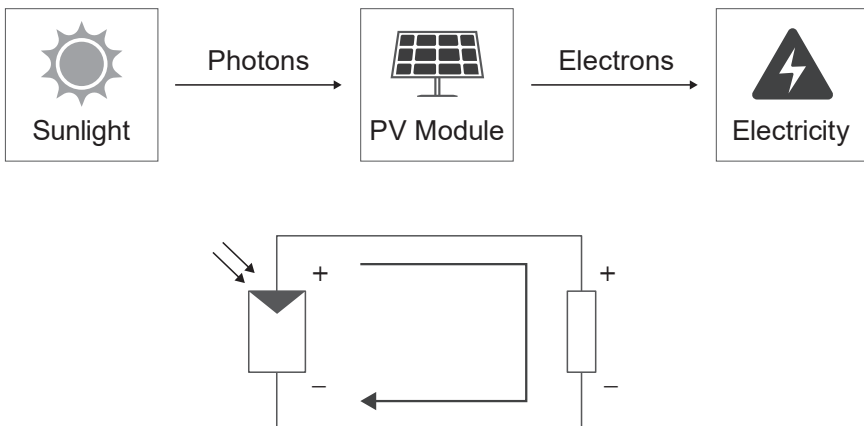 Photons
Electrons
Sunlight
PV Module
Electricity
+
+
–
–